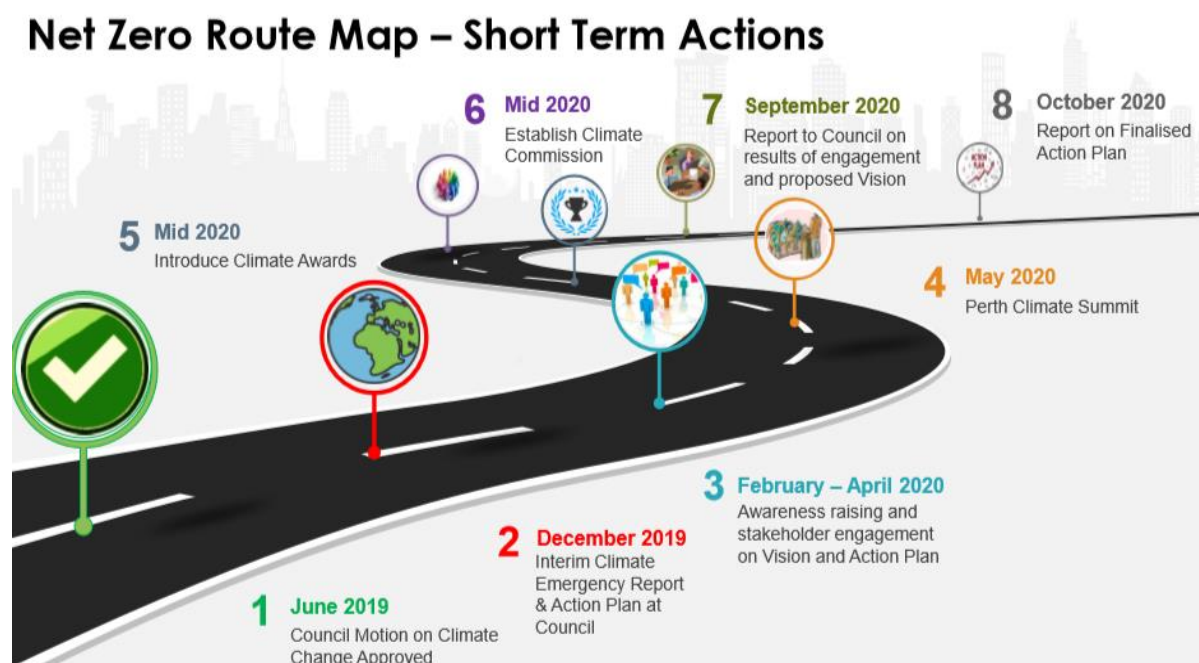 Net Zero Route Map – Short Term Actions
1 June 2019
Council Motion on Climate
Change Approved
2 December 2019
Interim Climate
Emergency Report
& Action Plan at
Council
3 February – April 2020
Awareness raising and
stakeholder engagement
on Vision and Action Plan
4 May 2020
Perth Climate Summit
5 Mid 2020
Introduce Climate Awards
6 Mid 2020
Establish Climate
Commission
7 September 2020
Report to Council on
results of engagement
and proposed Vision
8 October 2020
Report on Finalised
Action Plan
ACTION
PLAN